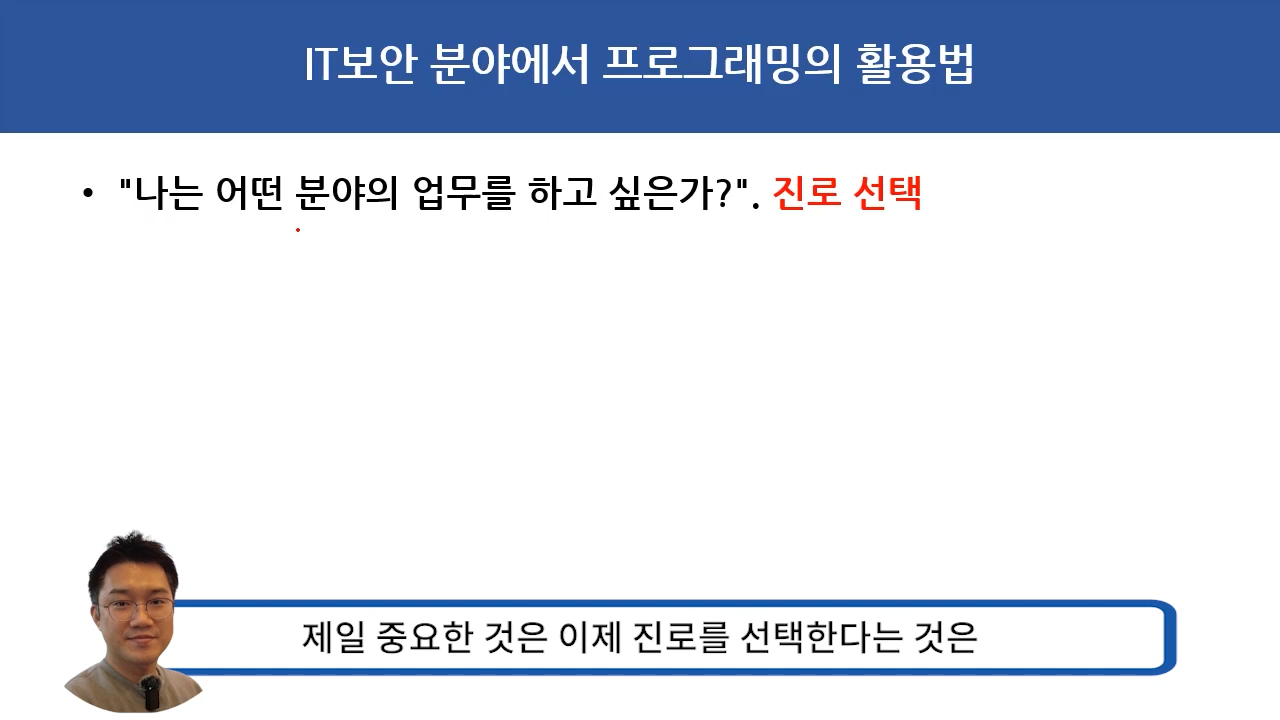 IT보안 분야에서 프로그래밍의 활용법
• "나는 어떤 분야의 업무를 하고 싶은가?". 진로 선택
제일 중요한 것은 이제 진로를 선택한다는 것은